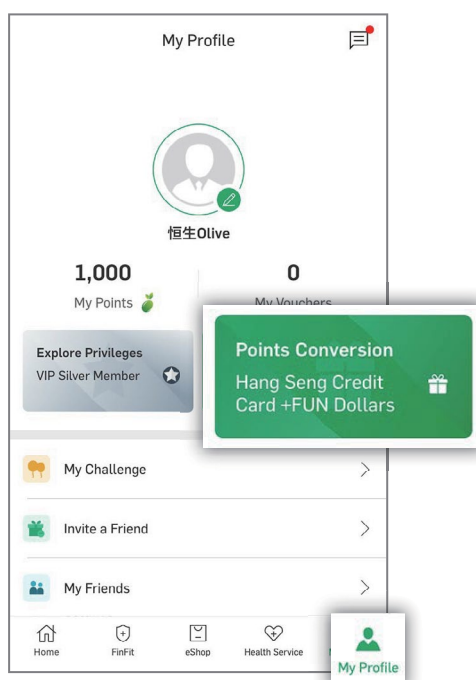 My Profile
恒生Olive
1,000
0
My Points
My Vouchers
Explore Privileges
VIP Silver Member
Points Conversion
Hang Seng Credit
Card +FUN Dollars
My Challenge
Invite a Friend
My Friends
Home
FinFit
eShop
Health Service
My Profile